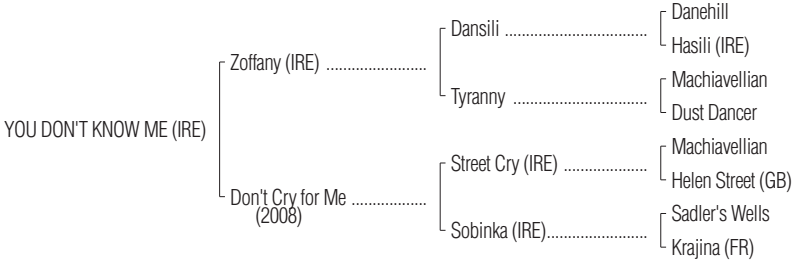 YOU DON'T KNOW ME (IRE)
Zoffany (IRE) .......................
Don't Cry for Me .................
(2008)
Dansili ................................
Tyranny ..............................
Street Cry (IRE) ...................
Sobinka (IRE).......................
Danehill
Hasili (IRE)
Machiavellian
Dust Dancer
Machiavellian
Helen Street (GB)
Sadler's Wells
Krajina (FR)